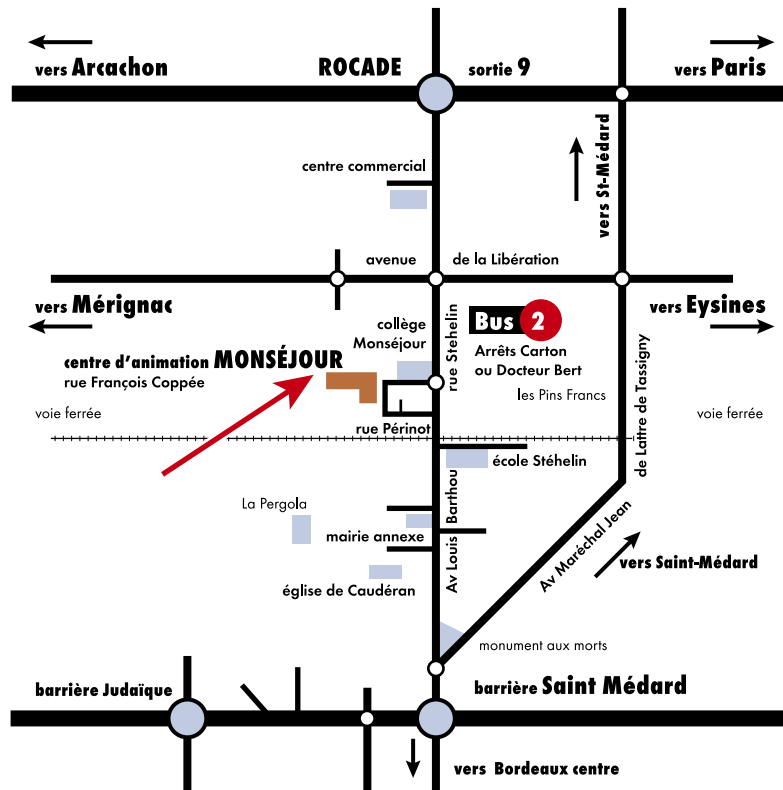 vers Arcachon
ROCADE
sortie 9
vers Paris
centre commercial
vers St-Médard
avenue
de la Libération
vers Mérignac
vers Eysines
collège
Monséjour
rue Stehelin
Bus 2
Arrêts Carton
ou Docteur Bert
centre d'animation MONSÉJOUR
rue François Coppée
les Pins Francs
de Lattre de Tassigny
voie ferrée
voie ferrée
rue Périnot
école Stéhelin
La Pergola
mairie annexe
Av Louis Barthou
Av Maréchal Jean
vers Saint-Médard
église de Caudéran
monument aux morts
barrière Judaïque
barrière Saint Médard
vers Bordeaux centre